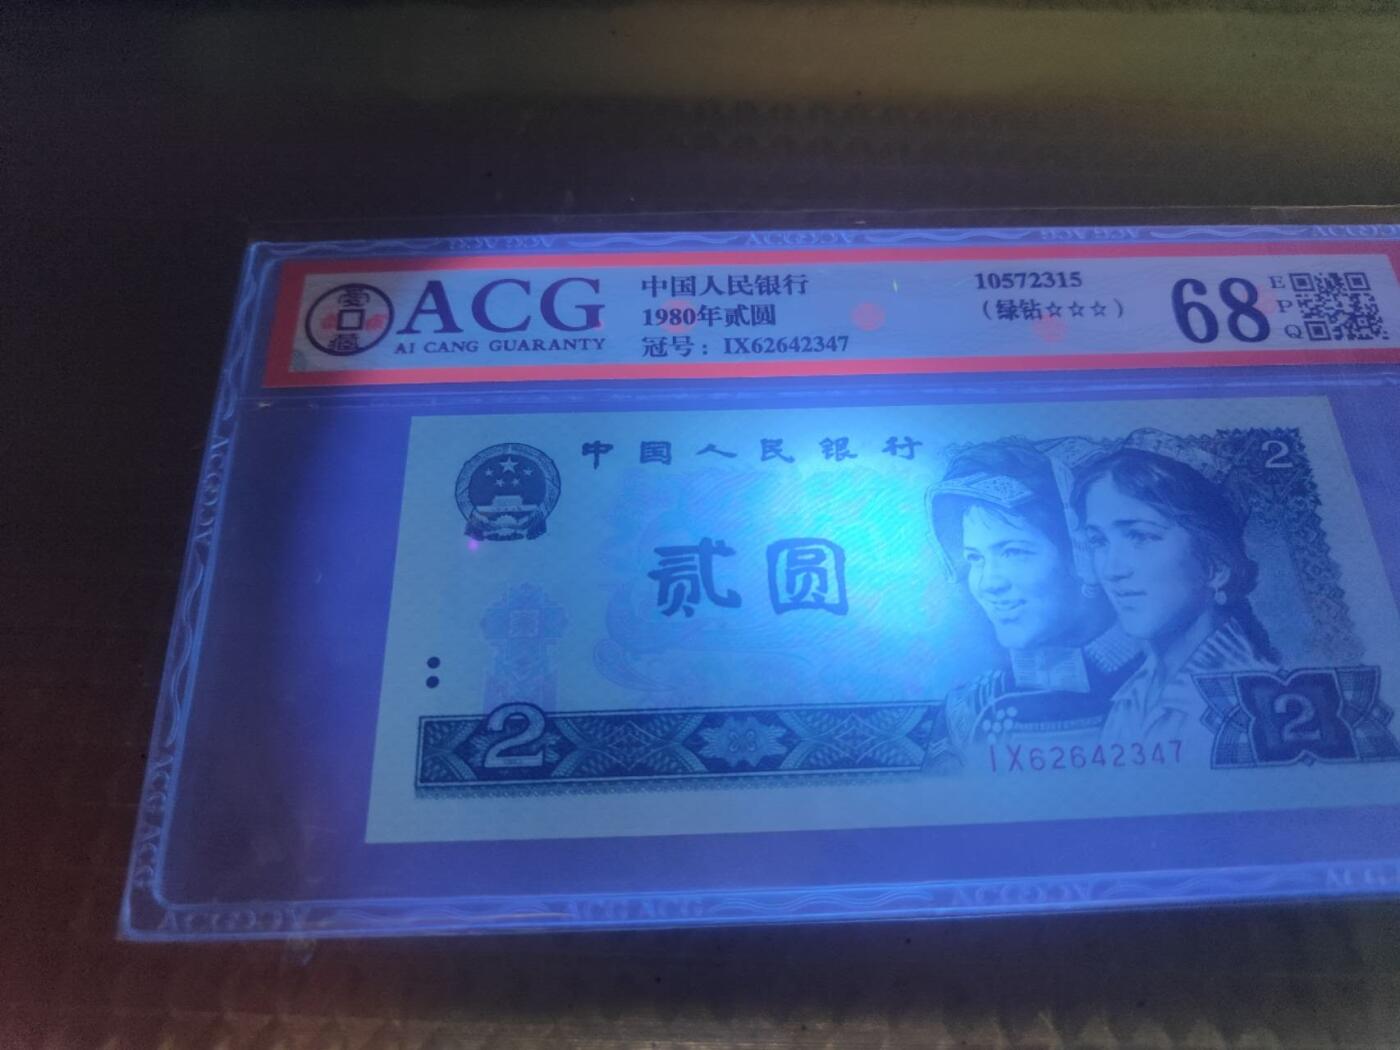 ACG
AI CANG GUARANTY
中国人民银行
1980年贰圆
冠号：IX62642347
10572315
（绿钻☆☆☆）
68
EPQ
中国人民银行
2
贰圆
2
2
IX62642347